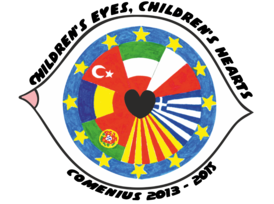 CHILDREN'S EYES, CHILDREN'S HEARTS
COMENIUS 2013 - 2015